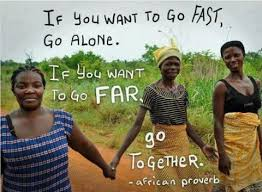 If you want to go fast,
go alone.
If you want
to go far.
go
together.
- african proverb